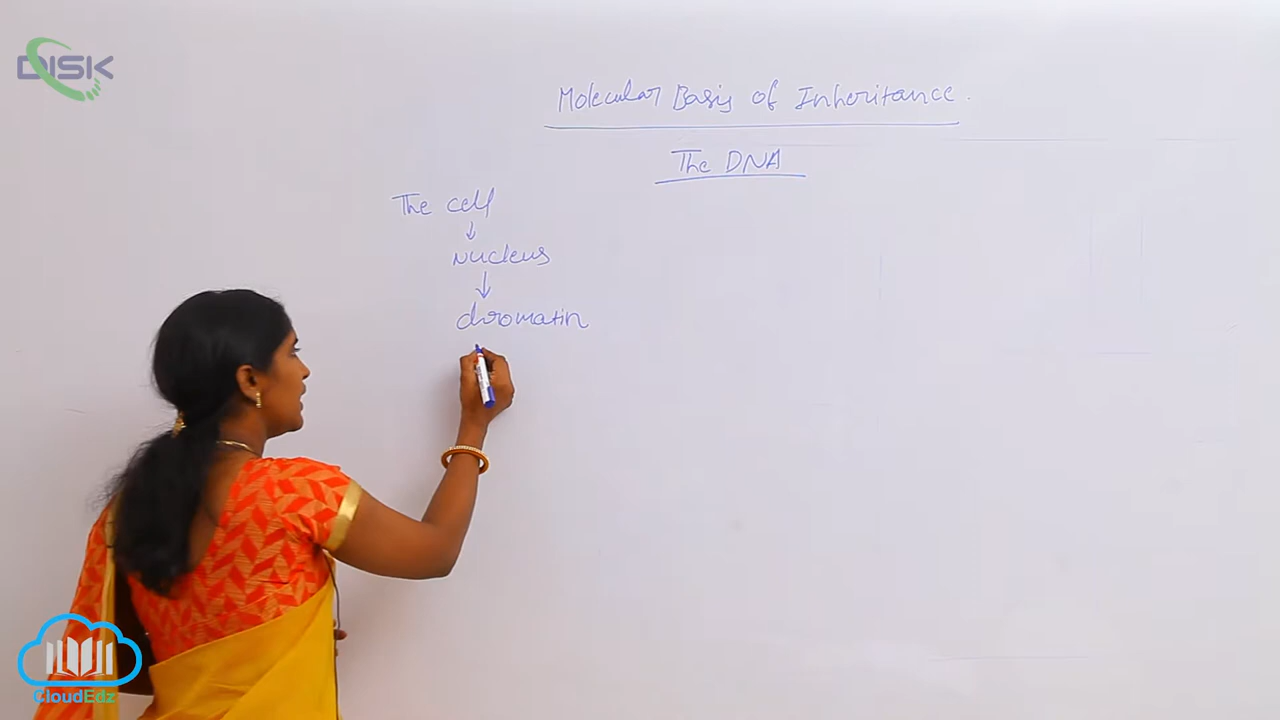 DISK
Molecular Basis of Inheritance.
The DNA
The cell
↓
Nucleus
↓
chromatin
CloudEdz